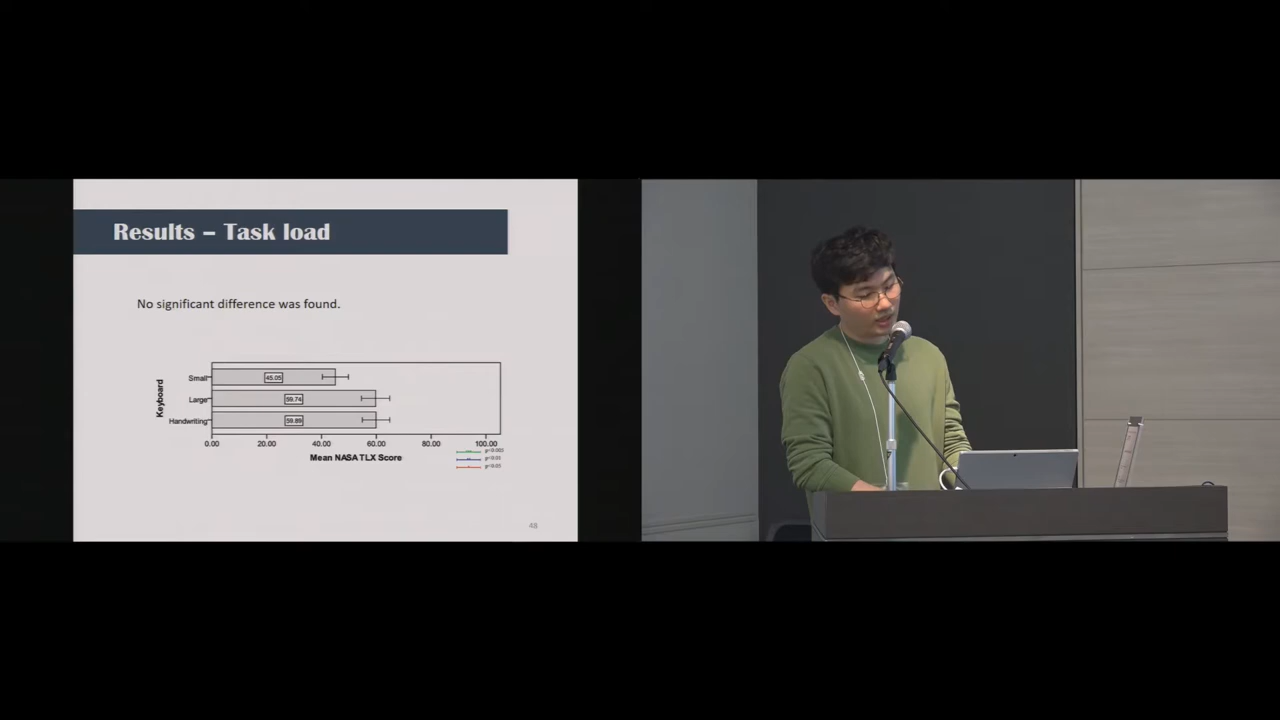 Results – Task load
No significant difference was found.
Keyboard
Small 45.05
Large 59.74
Handwriting 59.89
0.00 20.00 40.00 60.00 80.00 100.00
Mean NASA TLX Score
48